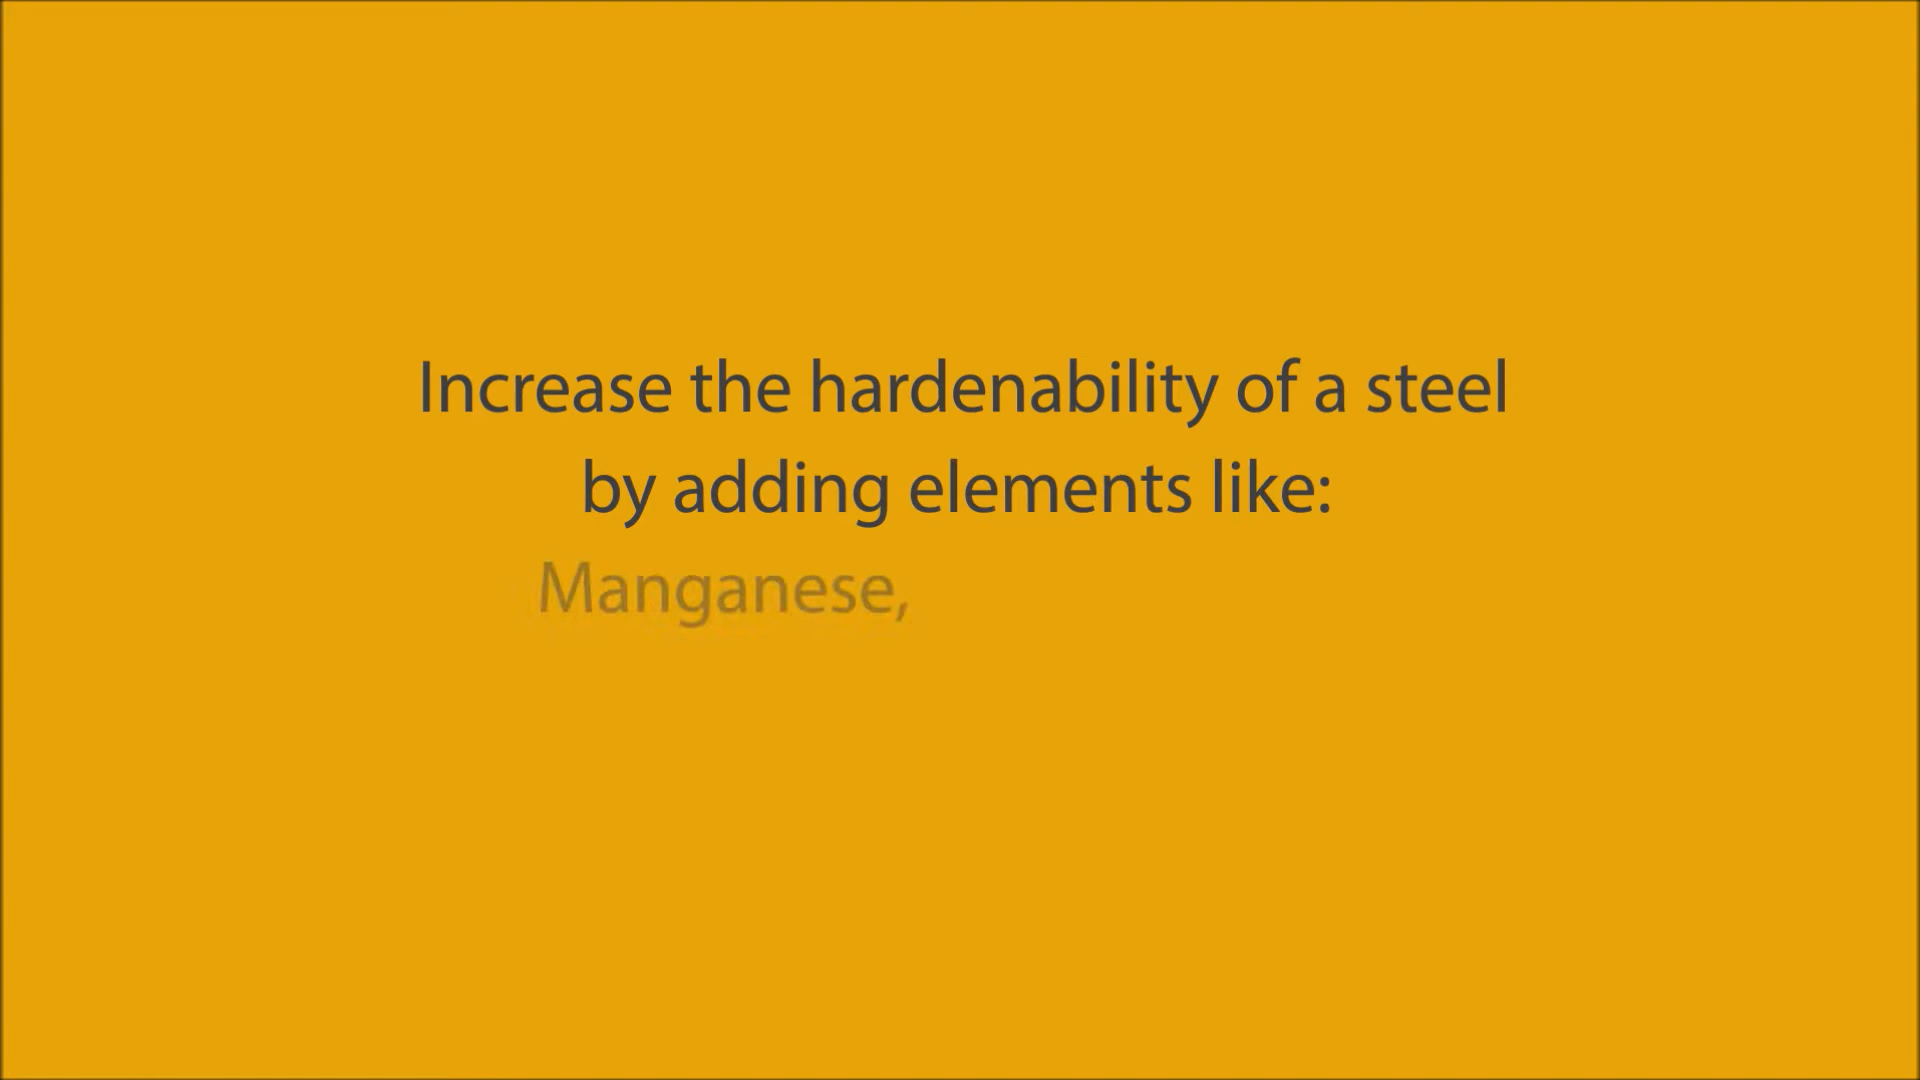 Increase the hardenability of a steel
by adding elements like:
Manganese,